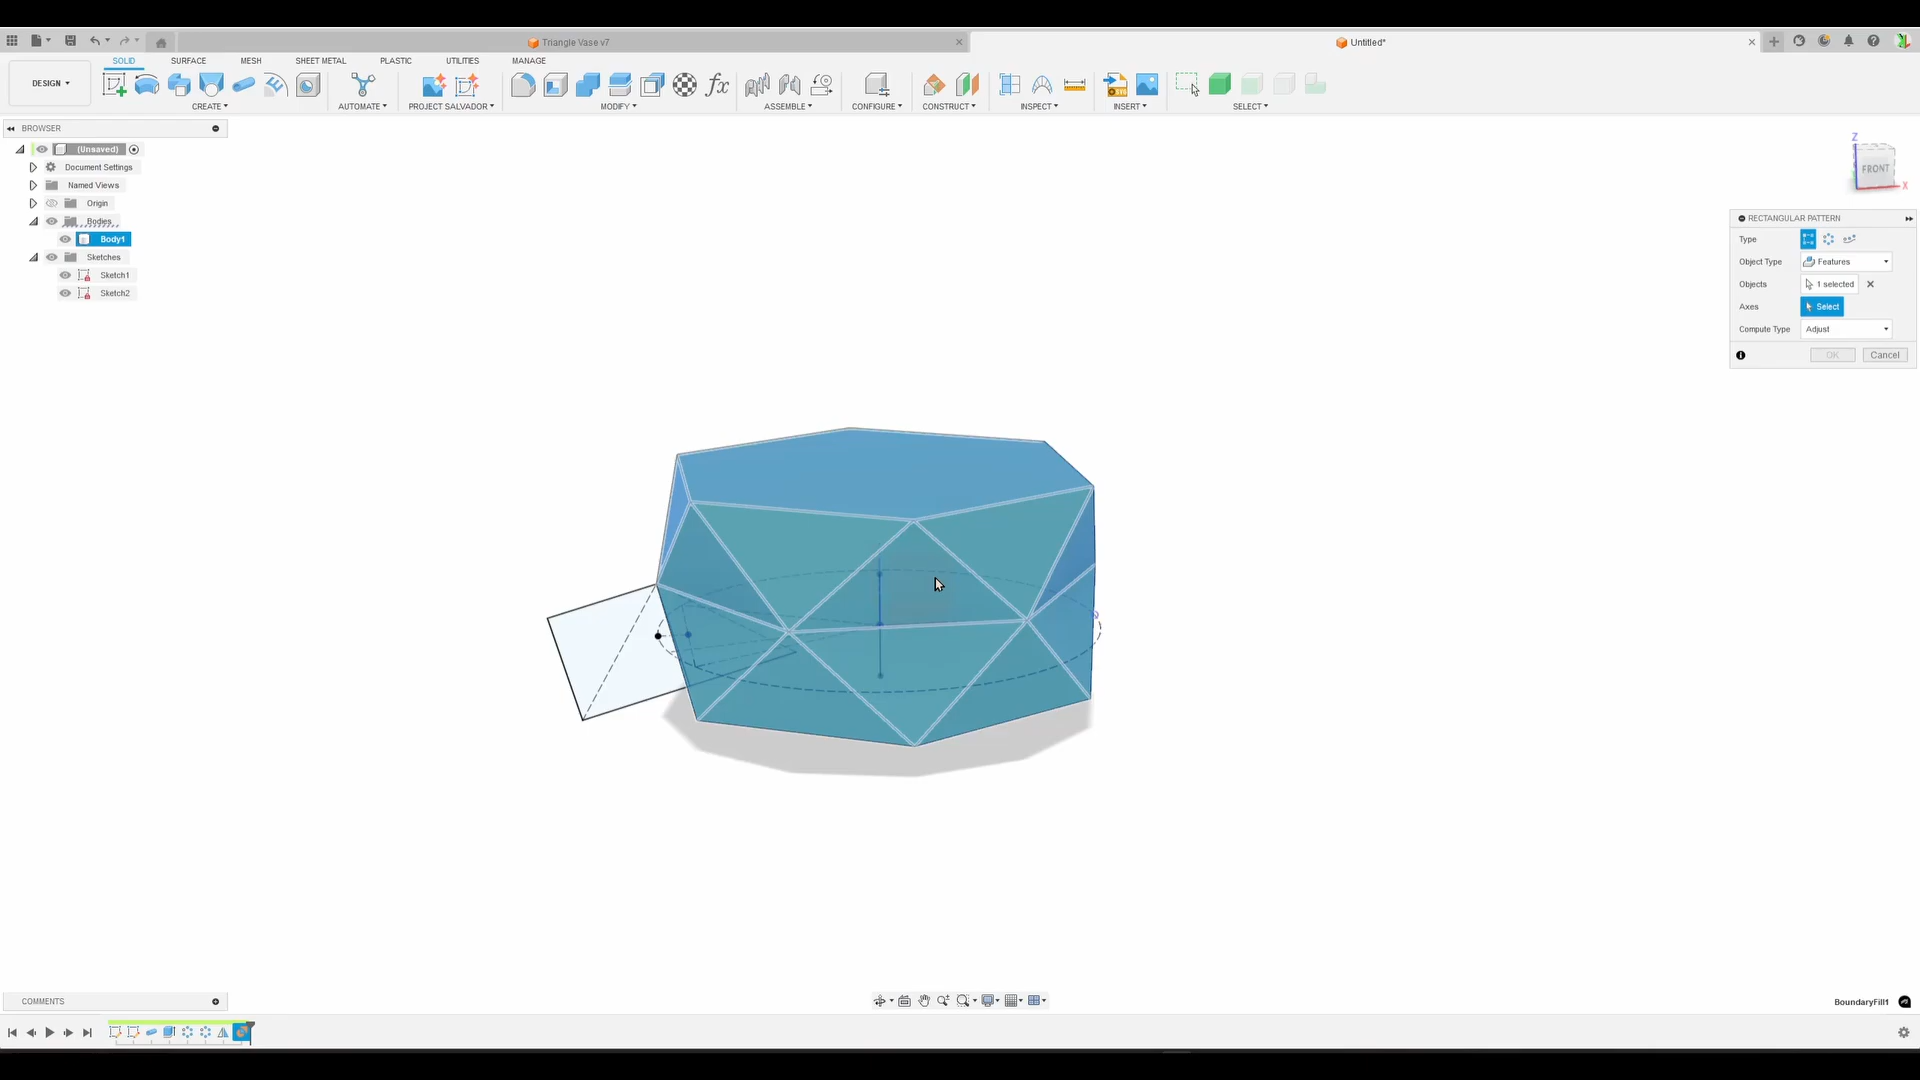 Triangle Vase v7
Untitled*
SOLID SURFACE MESH SHEET METAL PLASTIC UTILITIES MANAGE
DESIGN
fx
CREATE AUTOMATE PROJECT SALVADOR MODIFY ASSEMBLE CONFIGURE CONSTRUCT INSPECT INSERT SELECT
BROWSER
(Unsaved)
Document Settings
Named Views
Origin
Bodies
Body1
Sketches
Sketch1
Sketch2
Z
FRONT
X
RECTANGULAR PATTERN
Type
Object Type Features
Objects 1 selected
Axes Select
Compute Type Adjust
OK Cancel
COMMENTS
BoundaryFill1